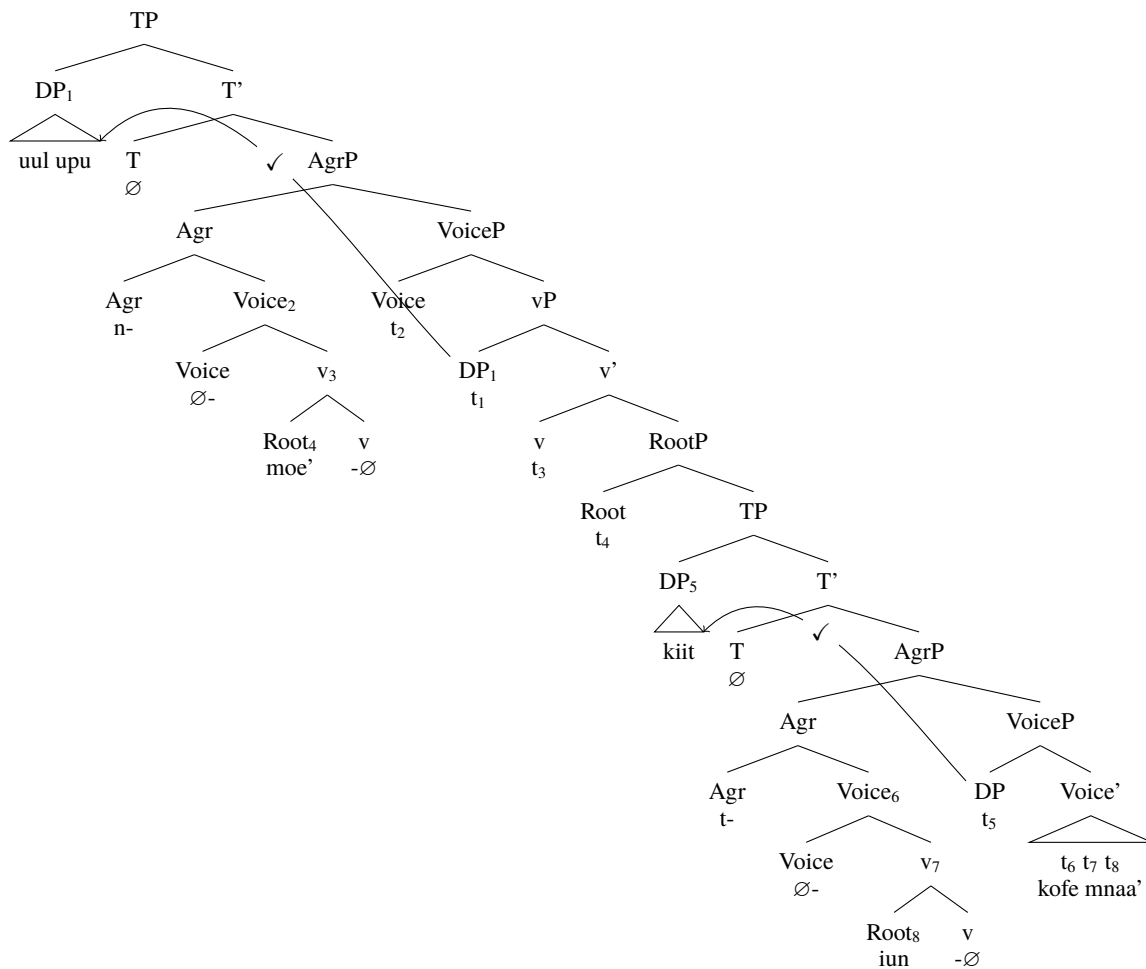 TP
DP₁ T’
uul upu T ✓ AgrP
∅
Agr VoiceP
Agr Voice₂ Voice vP
n- t₂
Voice v₃ DP₁ v’
∅- t₁
Root₄ v v RootP
moe’ -∅ t₃
Root TP
t₄
DP₅ T’
kiit T ✓ AgrP
∅
Agr VoiceP
Agr Voice₆ DP Voice’
t- t₅
Voice v₇ t₆ t₇ t₈
∅- kofe mnaa’
Root₈ v
iun -∅